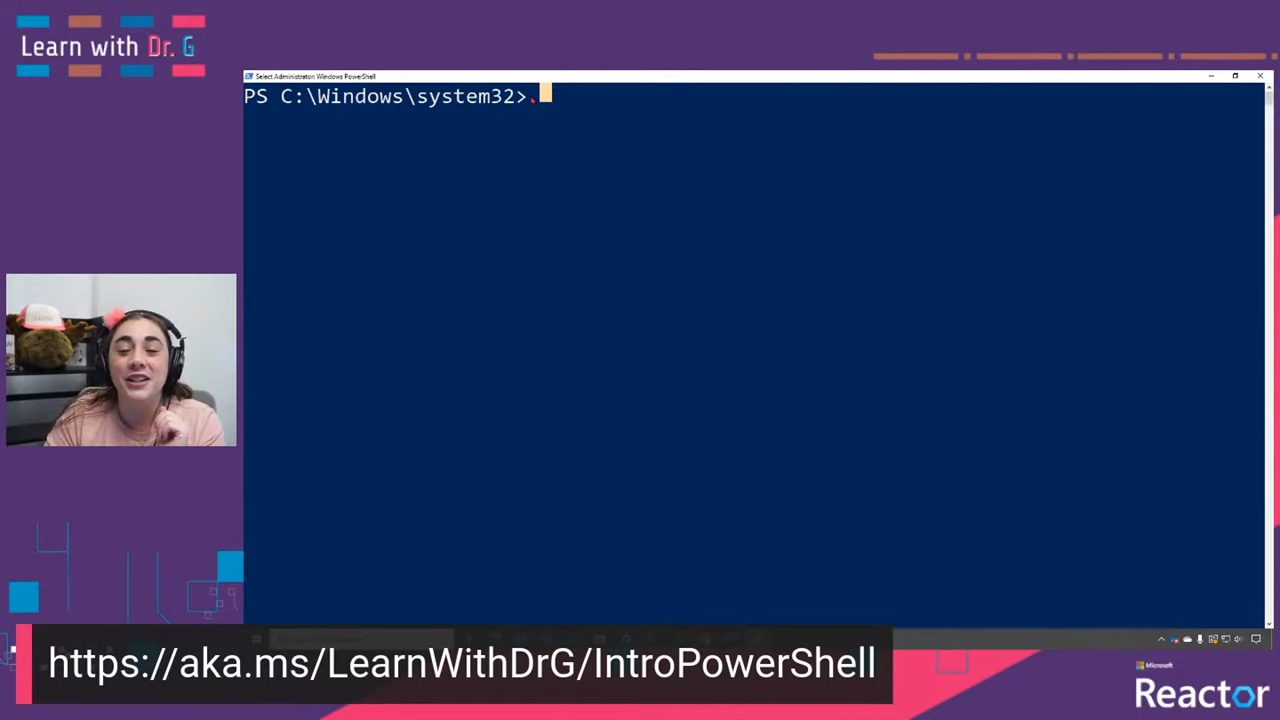 Learn with Dr. G
Select Administrator: Windows PowerShell
PS C:\Windows\system32>
https://aka.ms/LearnWithDrG/IntroPowerShell
Microsoft
Reactor